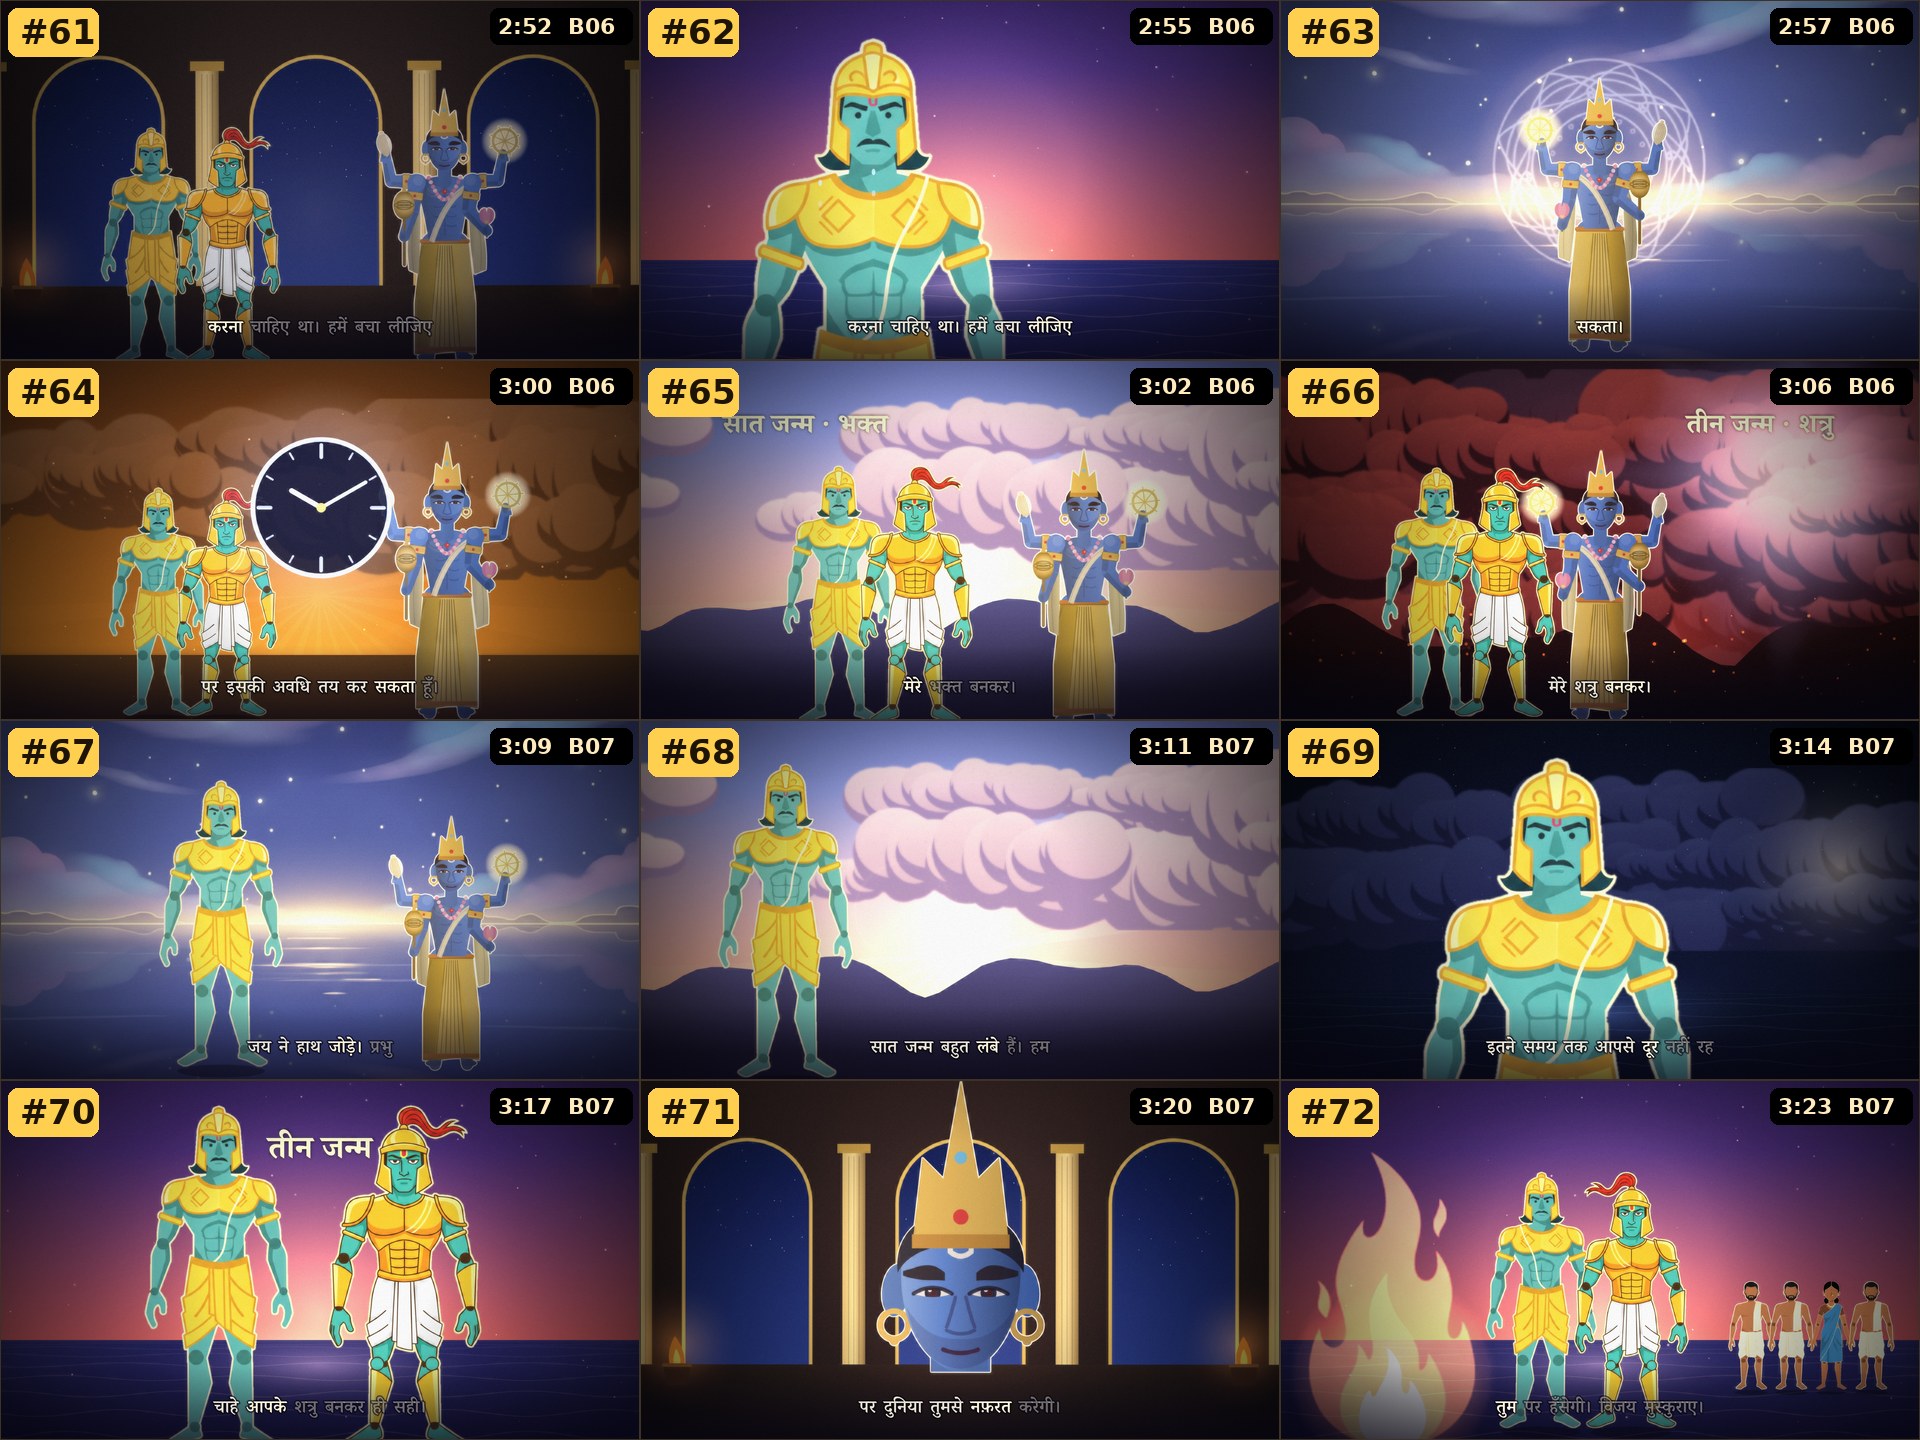 #61
2:52 B06
करना चाहिए था। हमें बचा लीजिए
#62
2:55 B06
करना चाहिए था। हमें बचा लीजिए
#63
2:57 B06
सकता।
#64
3:00 B06
पर इसकी अवधि तय कर सकता हूँ।
#65
3:02 B06
सात जन्म · भक्त
मेरे भक्त बनकर।
#66
3:06 B06
तीन जन्म · शत्रु
मेरे शत्रु बनकर।
#67
3:09 B07
जय ने हाथ जोड़े। प्रभु
#68
3:11 B07
सात जन्म बहुत लंबे हैं। हम
#69
3:14 B07
इतने समय तक आपसे दूर नहीं रह
#70
3:17 B07
तीन जन्म
चाहे आपके शत्रु बनकर ही सही।
#71
3:20 B07
पर दुनिया तुमसे नफ़रत करेगी।
#72
3:23 B07
तुम पर हँसेगी। विजय मुस्कुराए।